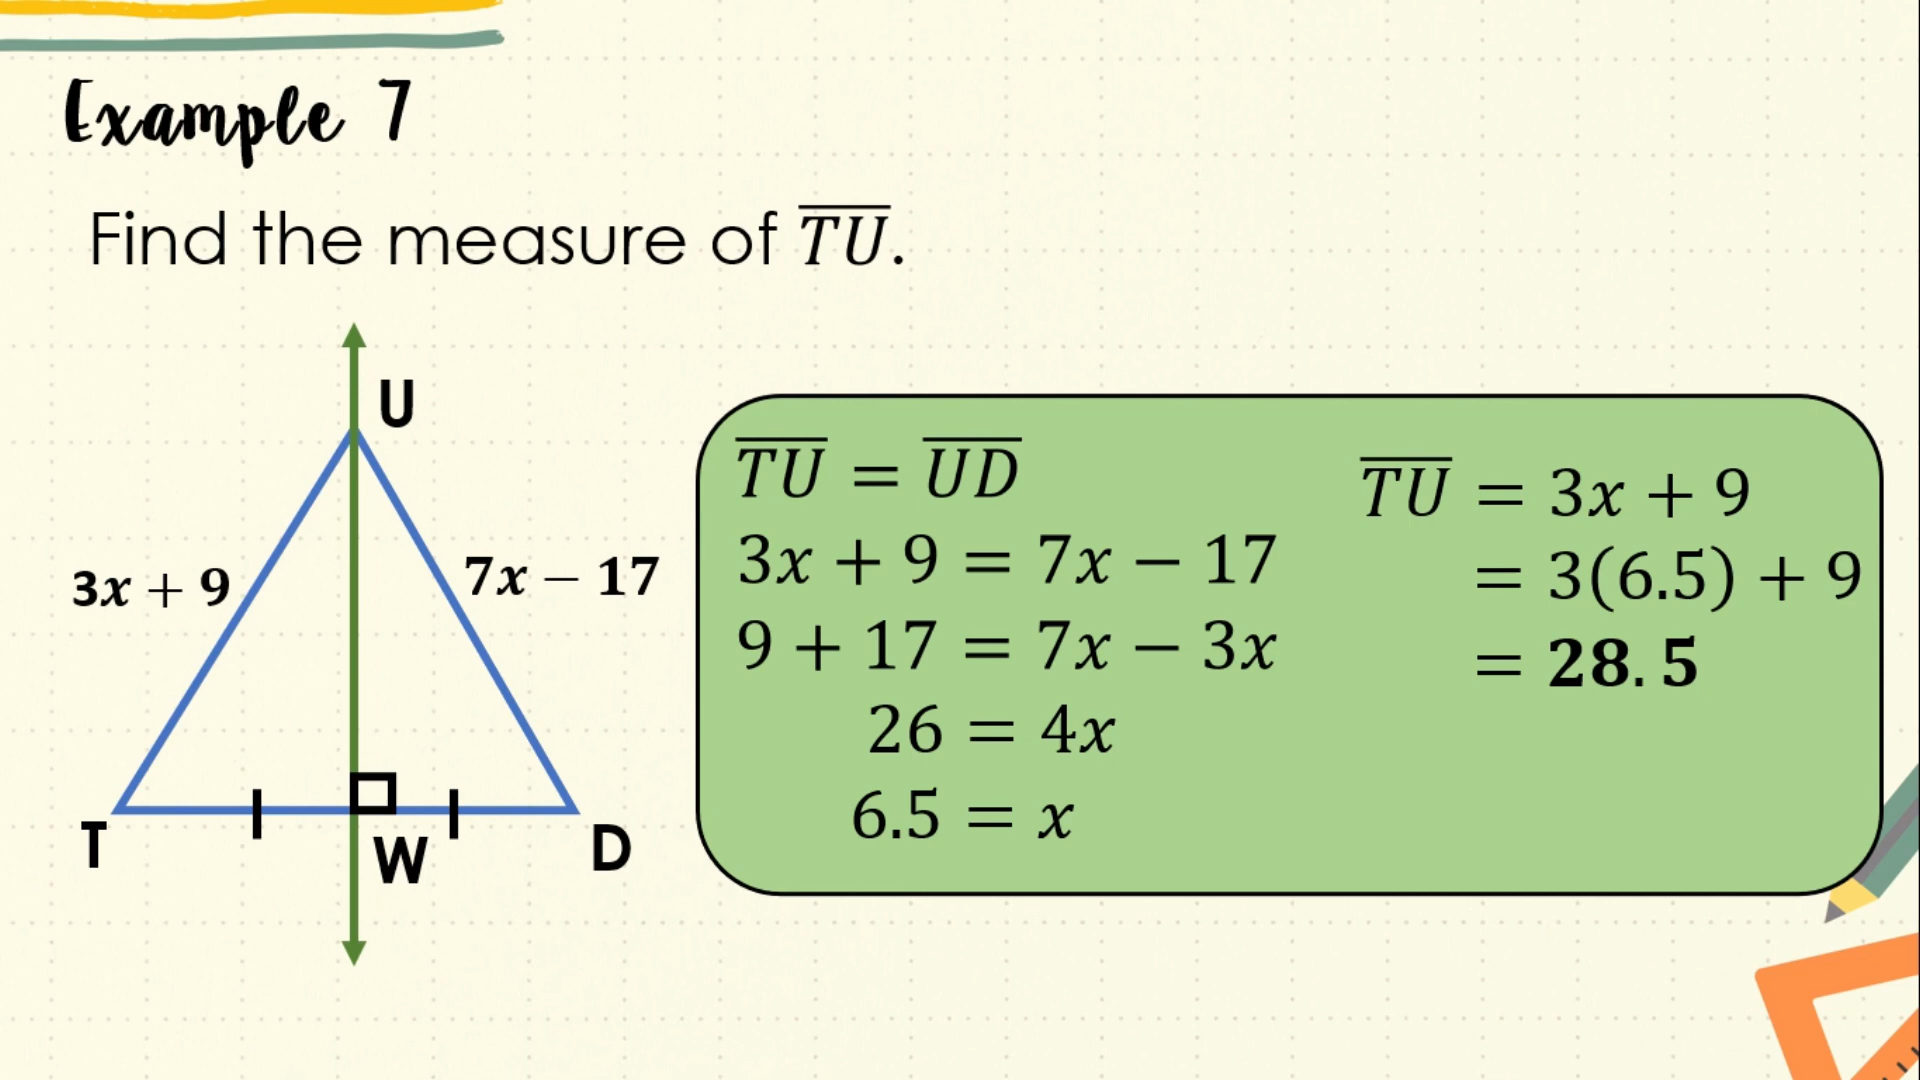 Example 7
Find the measure of T̅U̅.
U
3x + 9
7x − 17
T
W
D
T̅U̅ = U̅D̅
3x + 9 = 7x − 17
9 + 17 = 7x − 3x
26 = 4x
6.5 = x
T̅U̅ = 3x + 9
= 3(6.5) + 9
= 28.5